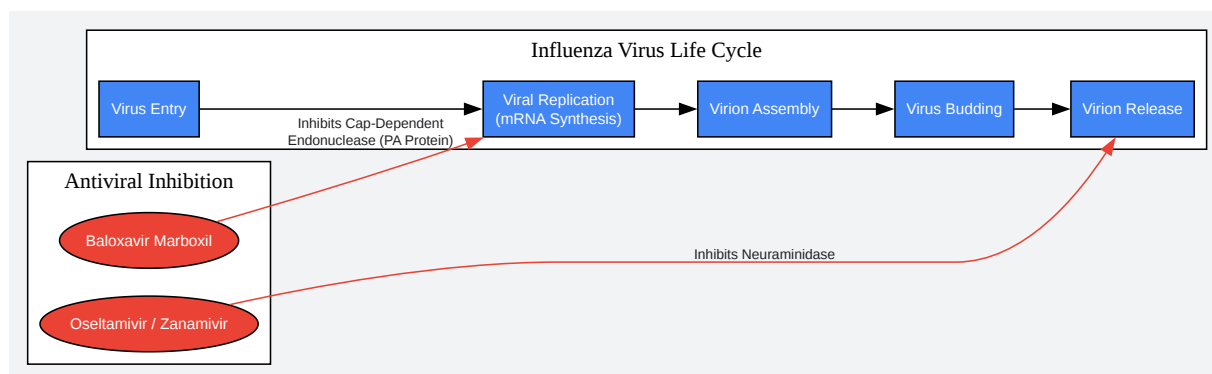 Influenza Virus Life Cycle
Virus Entry
Viral Replication
(mRNA Synthesis)
Virion Assembly
Virus Budding
Virion Release
Inhibits Cap-Dependent
Endonuclease (PA Protein)
Antiviral Inhibition
Baloxavir Marboxil
Inhibits Neuraminidase
Oseltamivir / Zanamivir